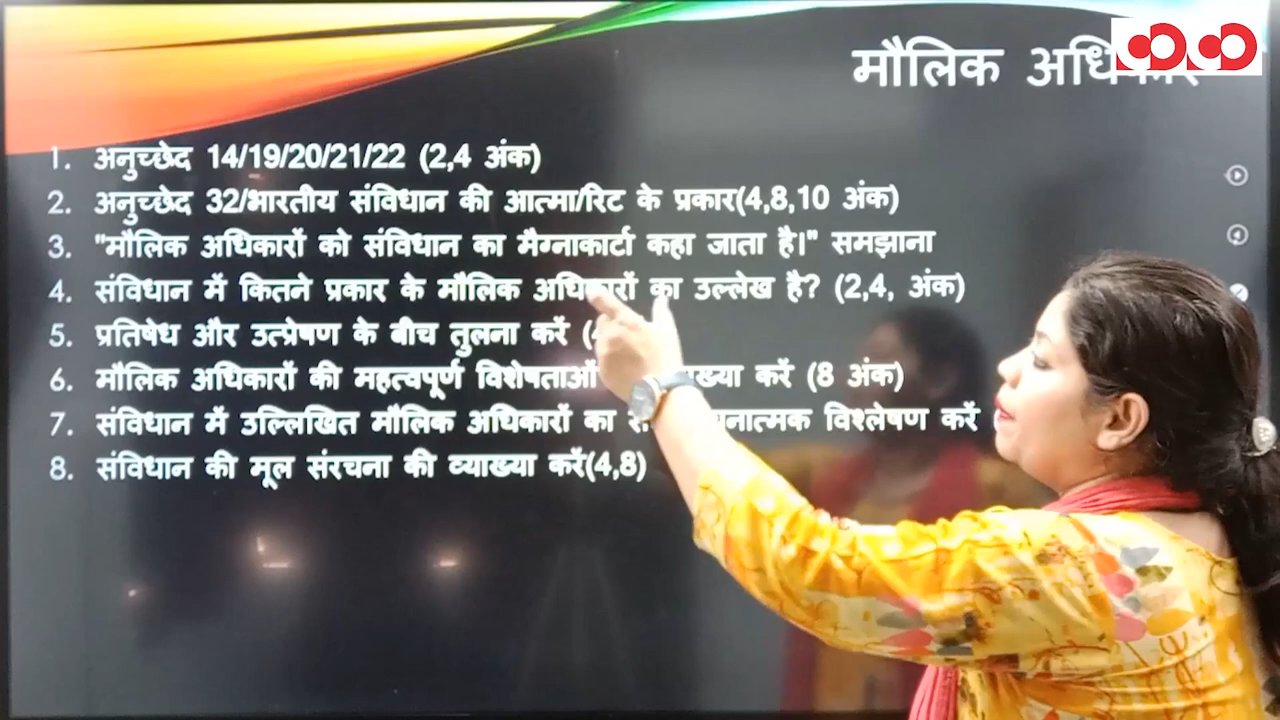 मौलिक
1. अनुच्छेद 14/19/20/21/22 (2,4 अंक)
2. अनुच्छेद 32/भारतीय संविधान की आत्मा/रिट के प्रकार(4,8,10 अंक)
3. "मौलिक अधिकारों को संविधान का मैग्नाकार्टा कहा जाता है।" समझाना
4. संविधान में कितने प्रकार के मौलिक अधिकारों का उल्लेख है? (2,4, अंक)
5. प्रतिषेध और उत्प्रेषण के बीच तुलना करें
6. मौलिक अधिकारों की महत्वपूर्ण विशेषताओं करें (8 अंक)
7. संविधान में उल्लिखित मौलिक अधिकारों का विश्लेषण करें
8. संविधान की मूल संरचना की व्याख्या करें(4,8)